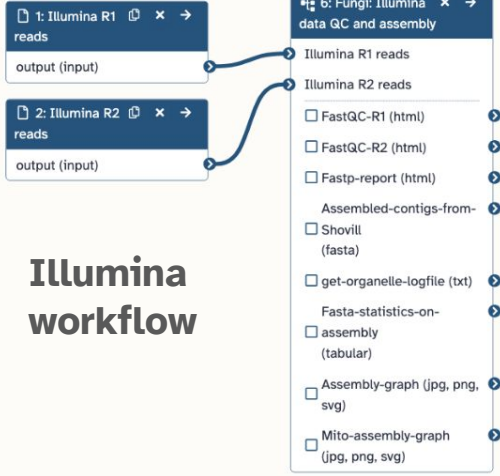 1: Illumina R1
reads
output (input)
2: Illumina R2
reads
output (input)
Illumina
workflow
6: Fungi: Illumina
data QC and assembly
Illumina R1 reads
Illumina R2 reads
FastQC-R1 (html)
FastQC-R2 (html)
Fastp-report (html)
Assembled-contigs-from-
Shovill
(fasta)
get-organelle-logfile (txt)
Fasta-statistics-on-
assembly
(tabular)
Assembly-graph (jpg, png,
svg)
Mito-assembly-graph
(jpg, png, svg)